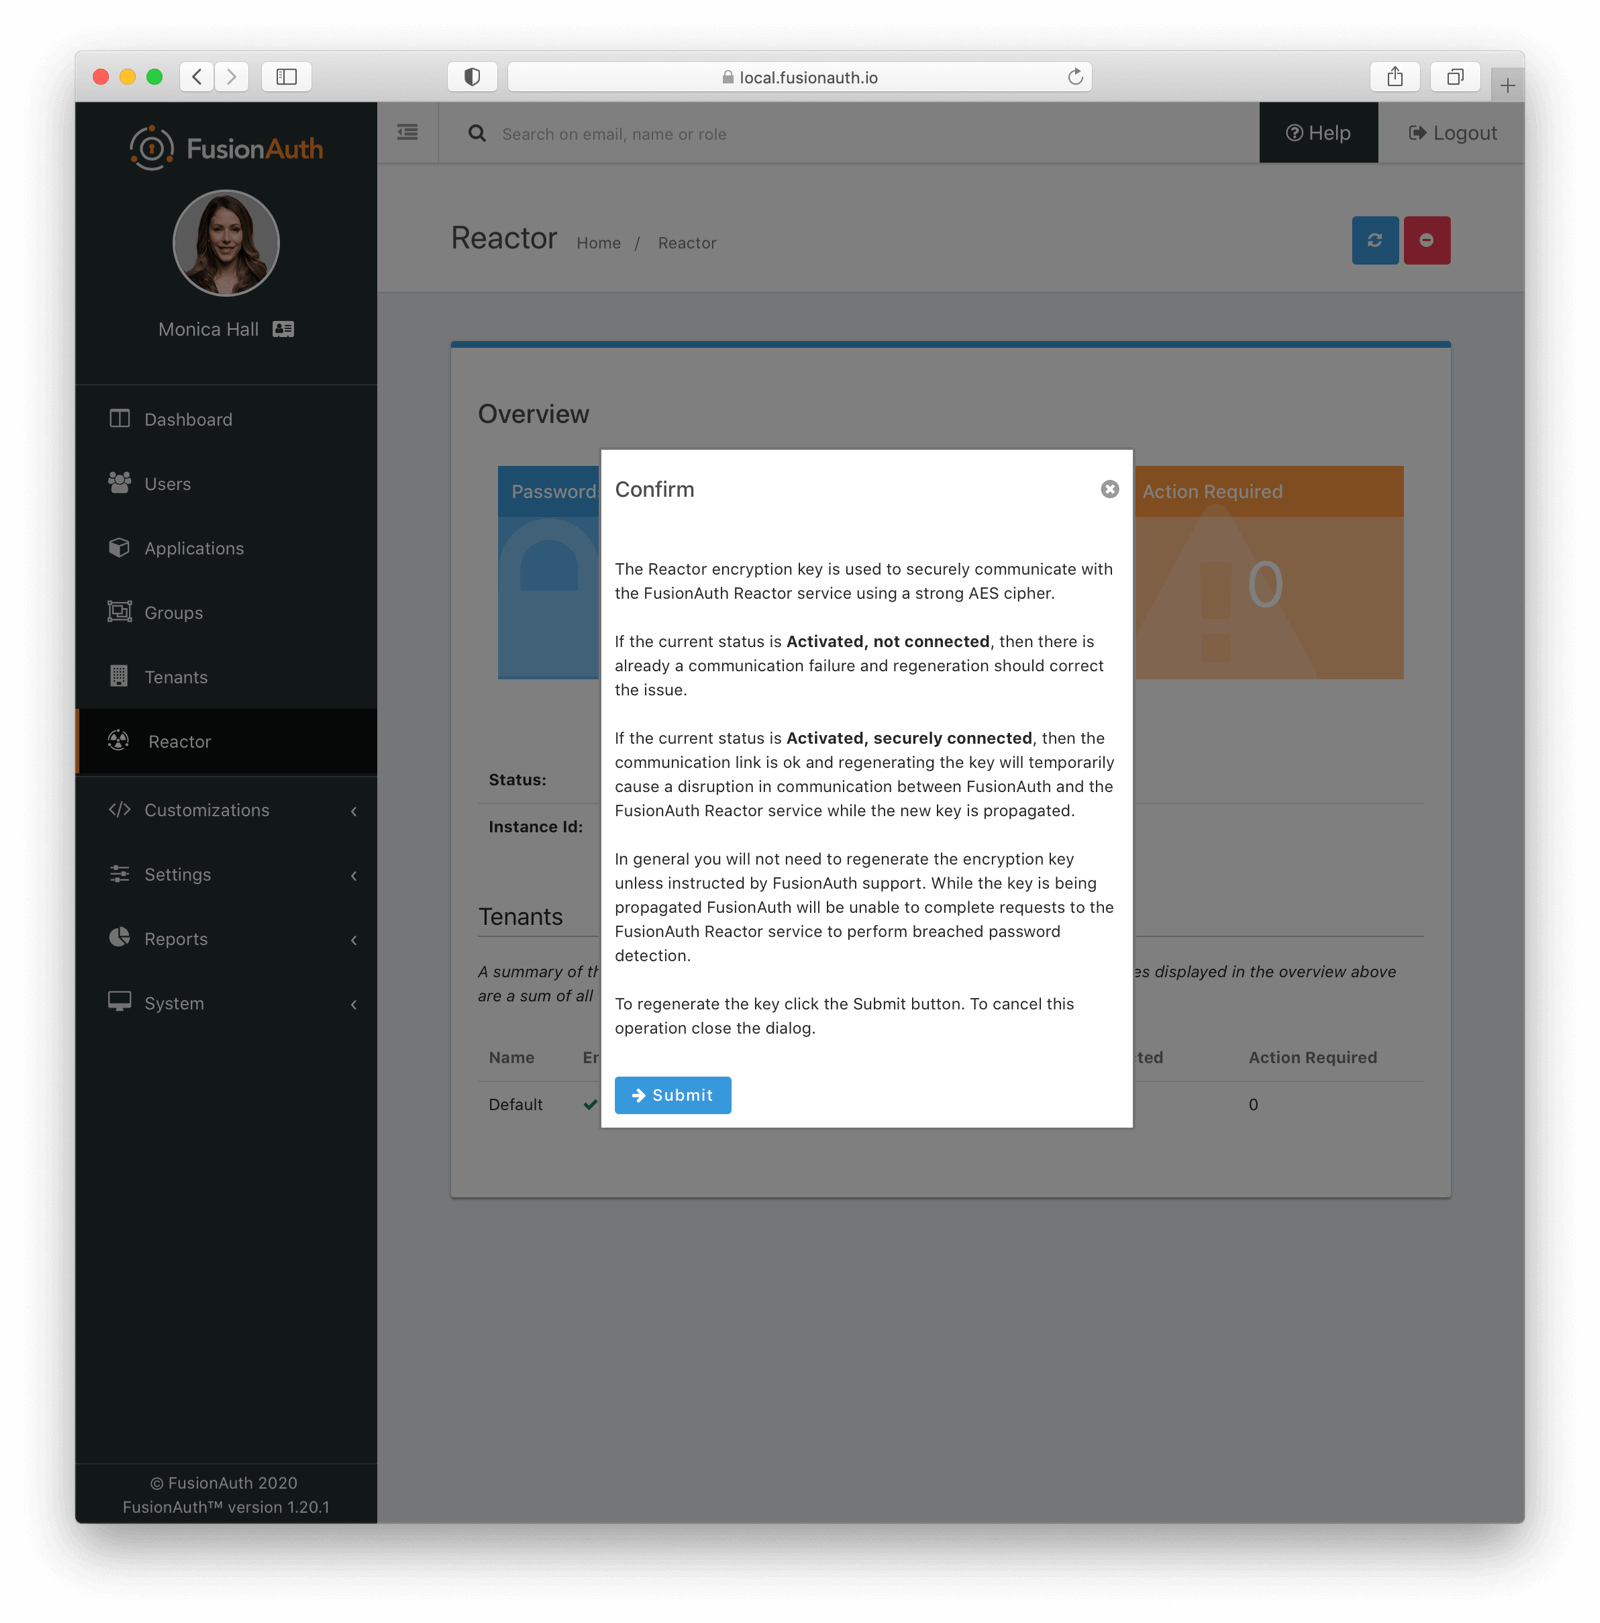 local.fusionauth.io
FusionAuth
Search on email, name or role
Help
Logout
Monica Hall
Reactor
Home / Reactor
Dashboard
Users
Applications
Groups
Tenants
Reactor
Customizations
Settings
Reports
System
© FusionAuth 2020
FusionAuth™ version 1.20.1
Overview
Action Required
0
Confirm
The Reactor encryption key is used to securely communicate with
the FusionAuth Reactor service using a strong AES cipher.
If the current status is Activated, not connected, then there is
already a communication failure and regeneration should correct
the issue.
If the current status is Activated, securely connected, then the
communication link is ok and regenerating the key will temporarily
cause a disruption in communication between FusionAuth and the
FusionAuth Reactor service while the new key is propagated.
In general you will not need to regenerate the encryption key
unless instructed by FusionAuth support. While the key is being
propagated FusionAuth will be unable to complete requests to the
FusionAuth Reactor service to perform breached password
detection.
To regenerate the key click the Submit button. To cancel this
operation close the dialog.
Submit
Status:
Instance Id:
Tenants
A summary of displayed in the overview above
are a sum of all
Name Action Required
Default 0